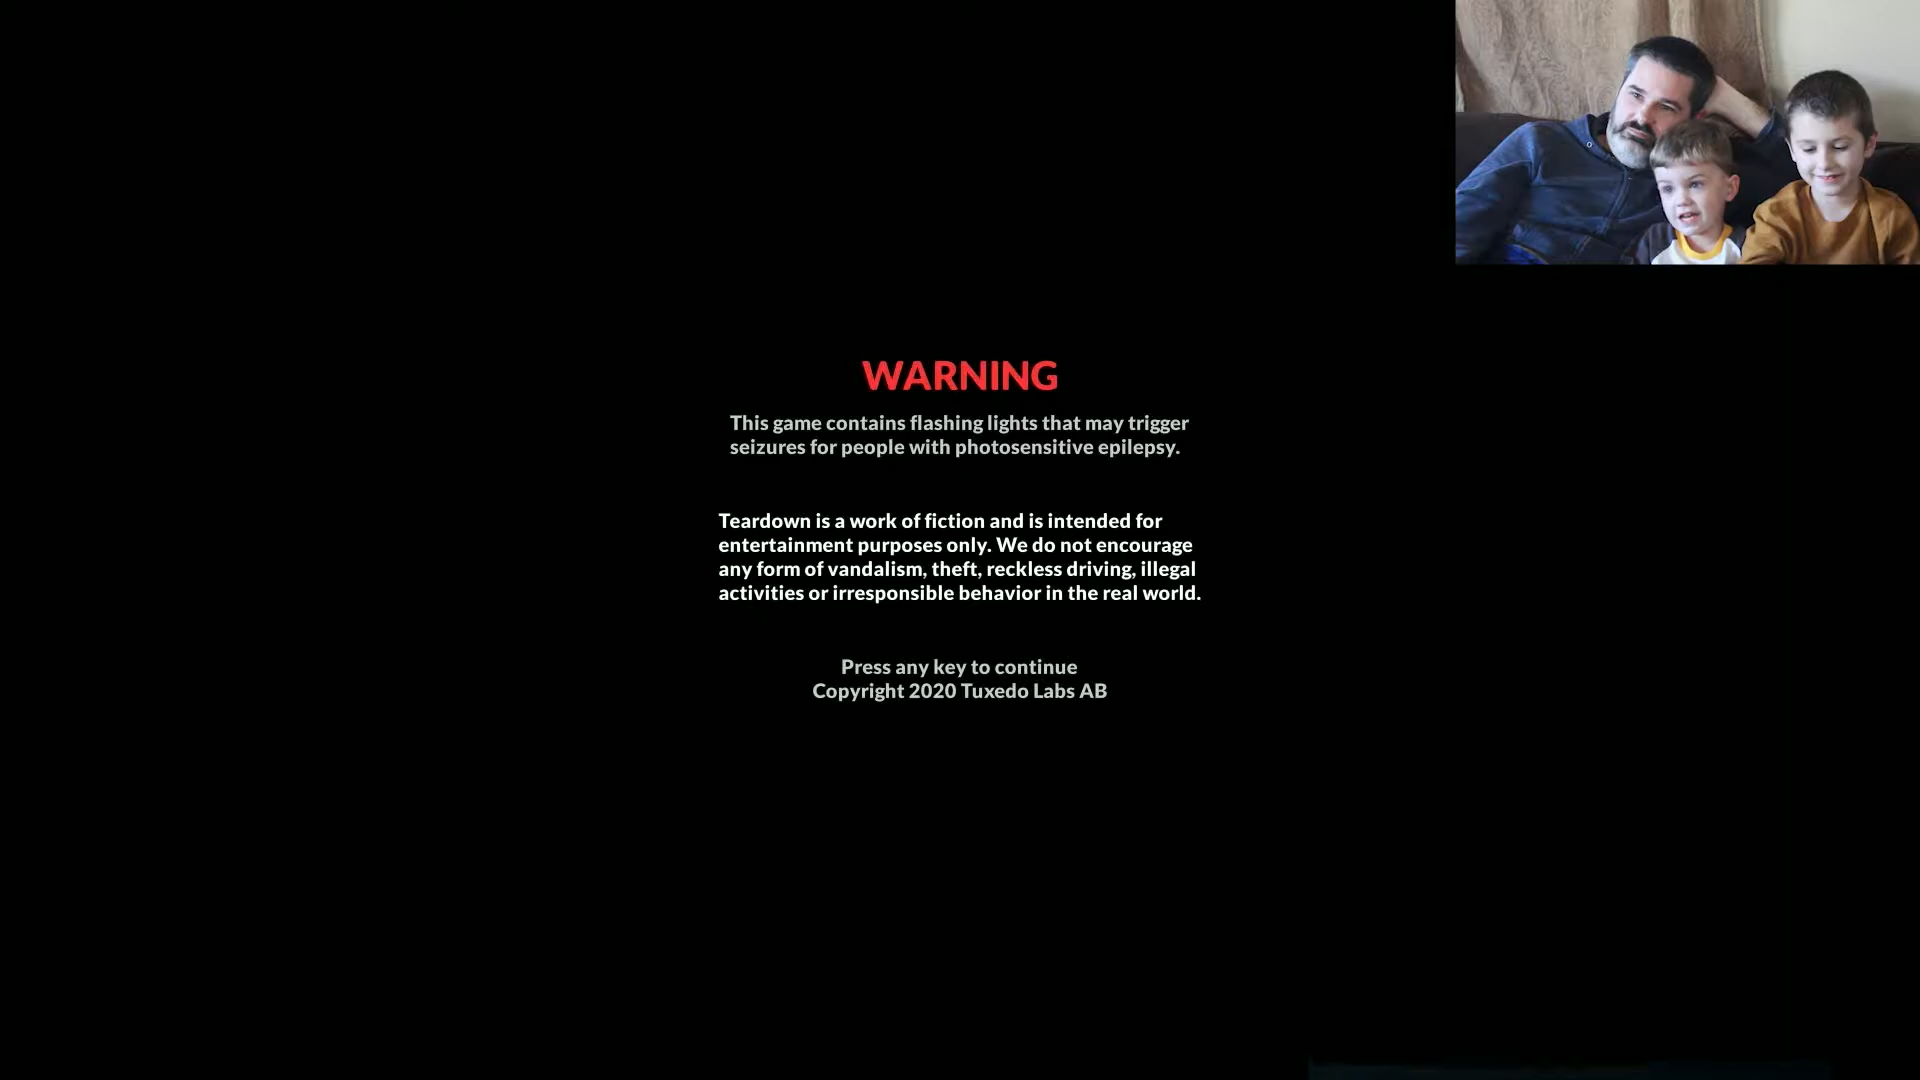 WARNING
This game contains flashing lights that may trigger
seizures for people with photosensitive epilepsy.
Teardown is a work of fiction and is intended for
entertainment purposes only. We do not encourage
any form of vandalism, theft, reckless driving, illegal
activities or irresponsible behavior in the real world.
Press any key to continue
Copyright 2020 Tuxedo Labs AB